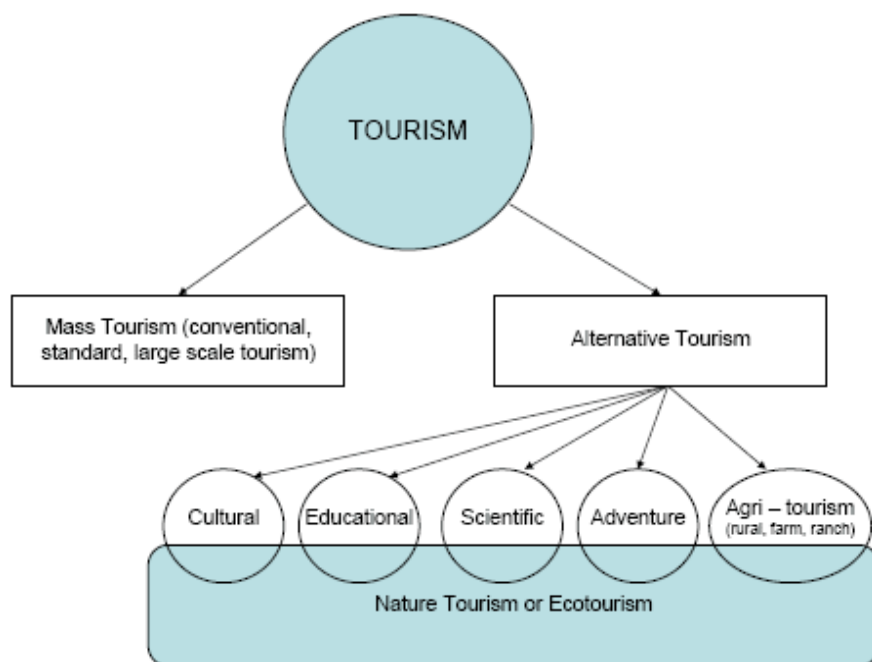 TOURISM
Mass Tourism (conventional,
standard, large scale tourism)
Alternative Tourism
Cultural
Educational
Scientific
Adventure
Agri – tourism
(rural, farm, ranch)
Nature Tourism or Ecotourism